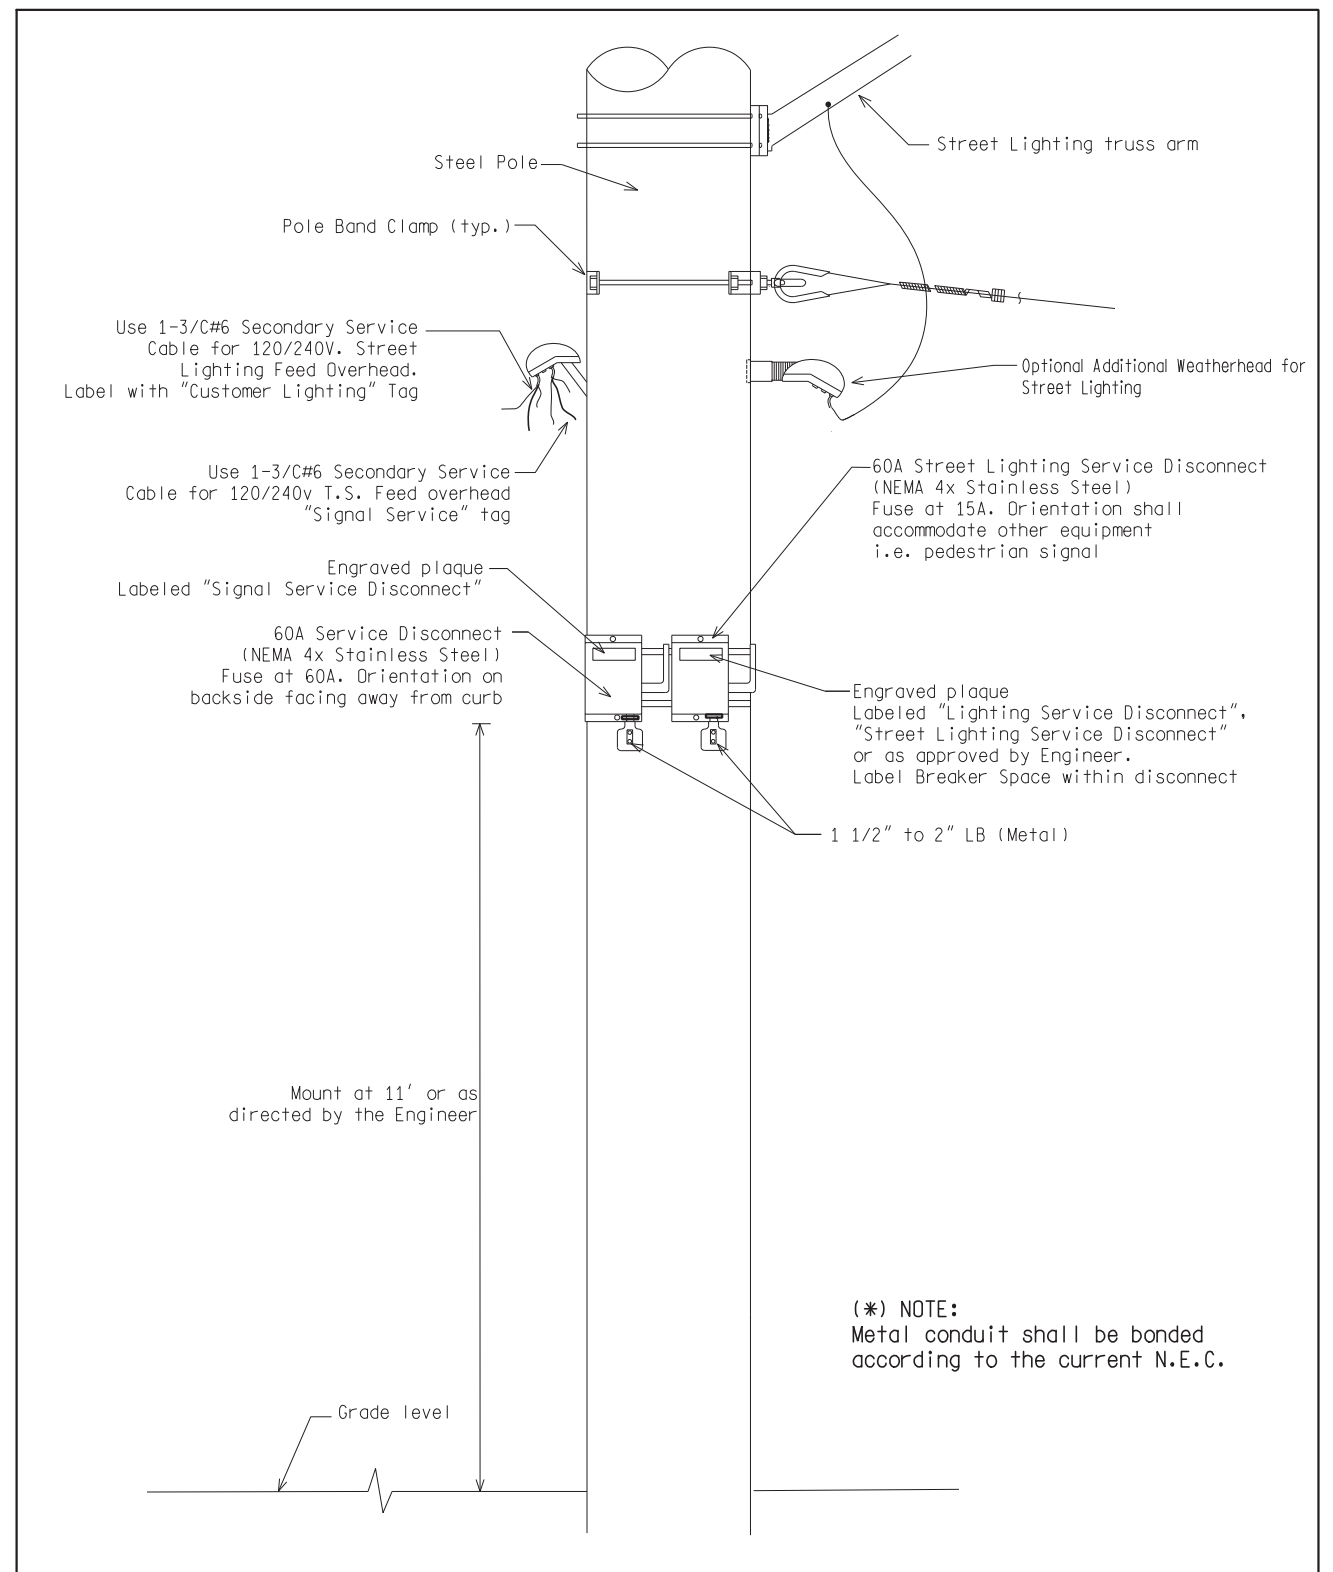 Street Lighting truss arm
Steel Pole
Pole Band Clamp (typ.)
Use 1-3/C#6 Secondary Service
Cable for 120/240V. Street
Lighting Feed Overhead.
Label with "Customer Lighting" Tag
Optional Additional Weatherhead for
Street Lighting
Use 1-3/C#6 Secondary Service
Cable for 120/240v T.S. Feed overhead
"Signal Service" tag
60A Street Lighting Service Disconnect
(NEMA 4x Stainless Steel)
Fuse at 15A. Orientation shall
accommodate other equipment
i.e. pedestrian signal
Engraved plaque
Labeled "Signal Service Disconnect"
60A Service Disconnect
(NEMA 4x Stainless Steel)
Fuse at 60A. Orientation on
backside facing away from curb
Engraved plaque
Labeled "Lighting Service Disconnect",
"Street Lighting Service Disconnect"
or as approved by Engineer.
Label Breaker Space within disconnect
1 1/2" to 2" LB (Metal)
Mount at 11' or as
directed by the Engineer
(*) NOTE:
Metal conduit shall be bonded
according to the current N.E.C.
Grade level